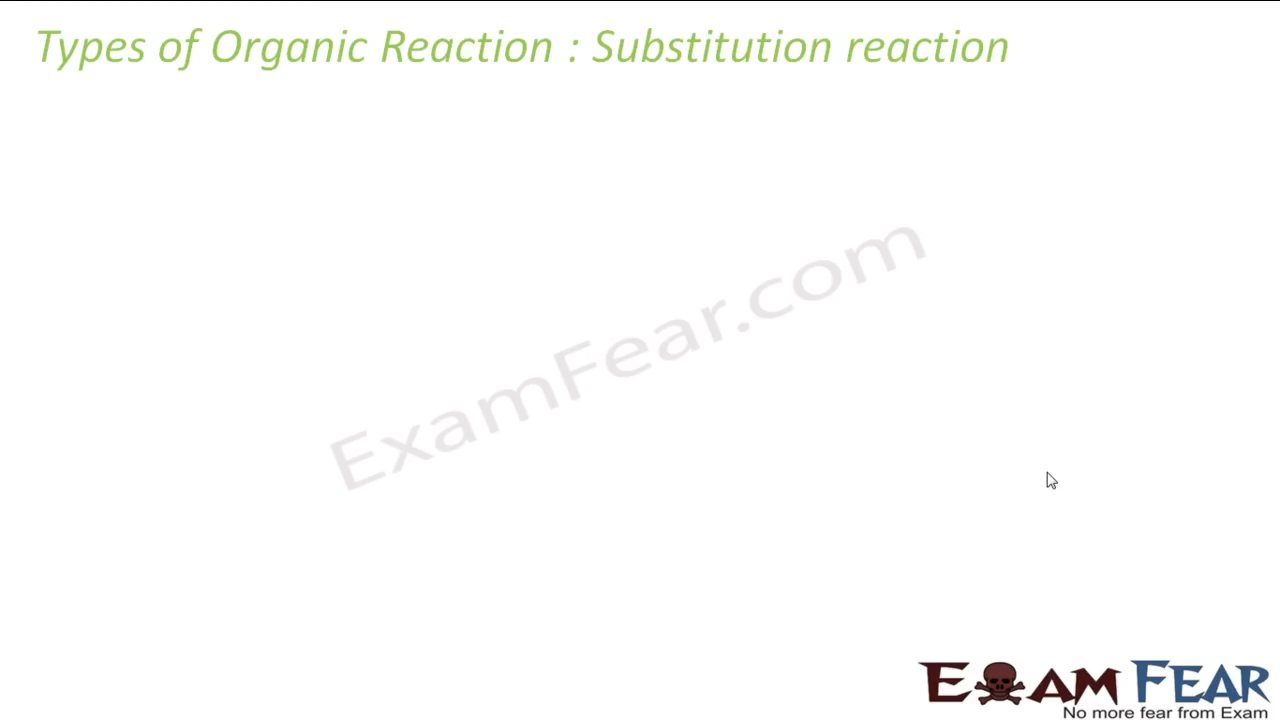 Types of Organic Reaction : Substitution reaction
ExamFear.com
EXAM FEAR
No more fear from Exam